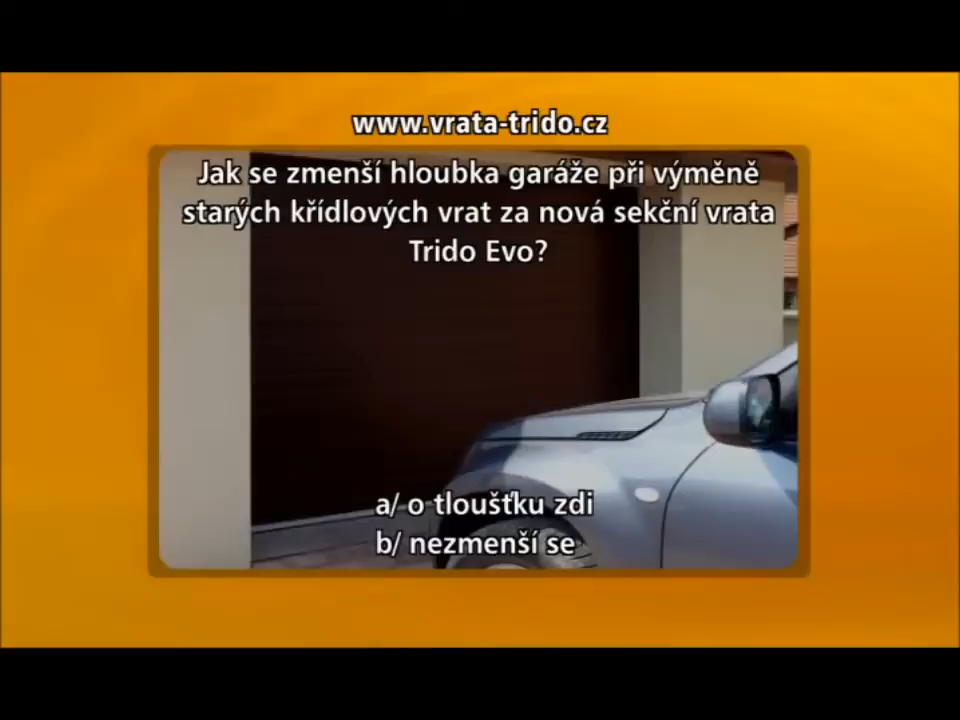 www.vrata-trido.cz
Jak se zmenší hloubka garáže při výměně
starých křídlových vrat za nová sekční vrata
Trido Evo?
a/ o tloušťku zdi
b/ nezmenší se